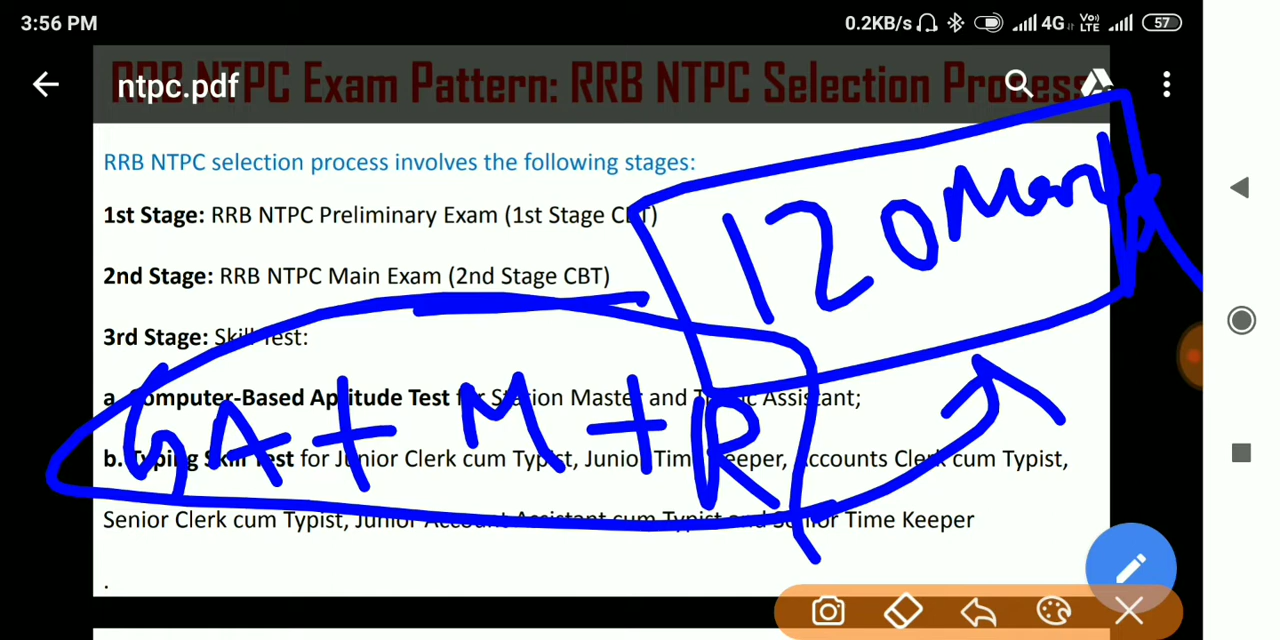 3:56 PM 0.2KB/s 4G Vo) LTE 57
RRB NTPC Exam Pattern: RRB NTPC Selection Process
ntpc.pdf
RRB NTPC selection process involves the following stages:
1st Stage: RRB NTPC Preliminary Exam (1st Stage CBT)
120 Marks
2nd Stage: RRB NTPC Main Exam (2nd Stage CBT)
3rd Stage: Skill Test:
a. Computer-Based Aptitude Test for Station Master and Traffic Assistant;
GA + M + R
b. Typing Skill Test for Junior Clerk cum Typist, Junior Time Keeper, Accounts Clerk cum Typist,
Senior Clerk cum Typist, Junior Account Assistant cum Typist and Senior Time Keeper
.